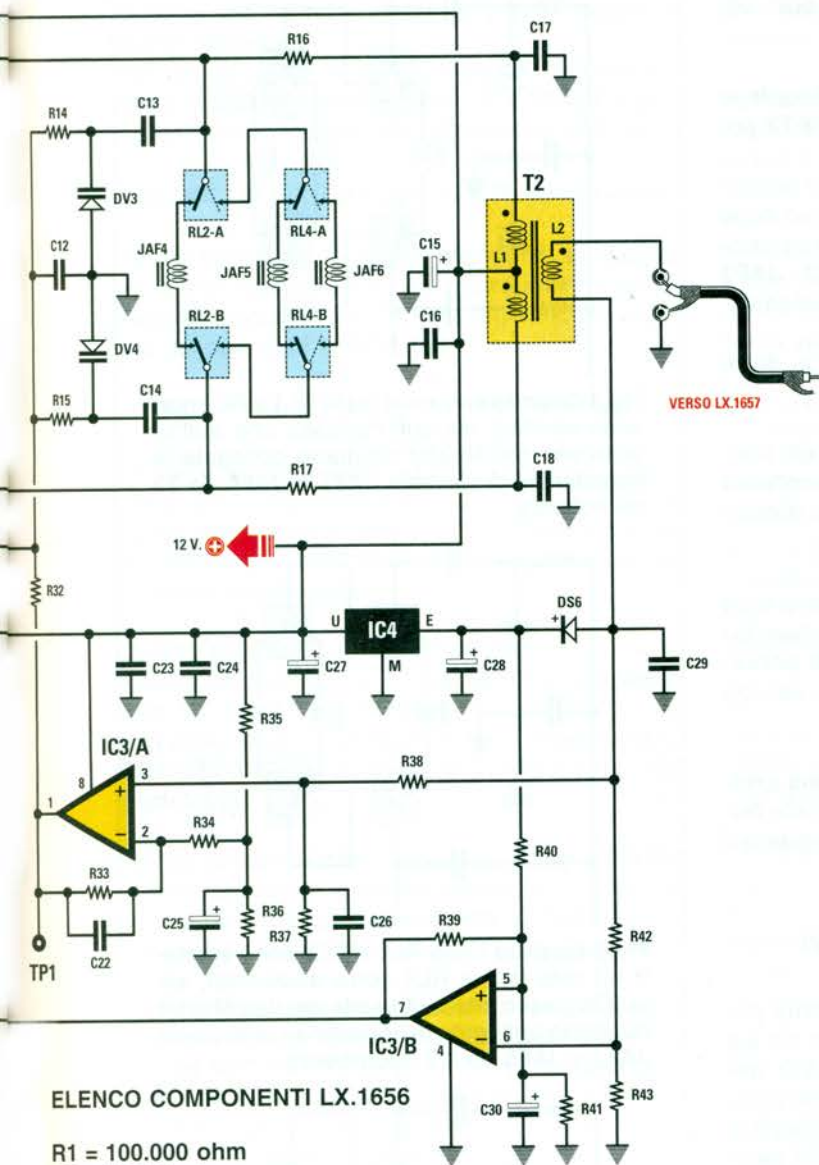 C17
R16
C13
R14
T2
DV3
RL2-A
RL4-A
L2
C12
C15
L1
JAF4
JAF5
JAF6
RL2-B
RL4-B
C16
DV4
R15
C14
VERSO LX.1657
R17
C18
12 V.
R32
DS6
U
IC4
E
M
C23
C24
C27
C28
C29
R35
IC3/A
R38
8
3
1
+
-
2
R34
R40
R33
R39
R42
C25
R36
R37
C26
C22
TP1
5
7
+
-
6
IC3/B
4
R43
C30
R41
ELENCO COMPONENTI LX.1656
R1 = 100.000 ohm